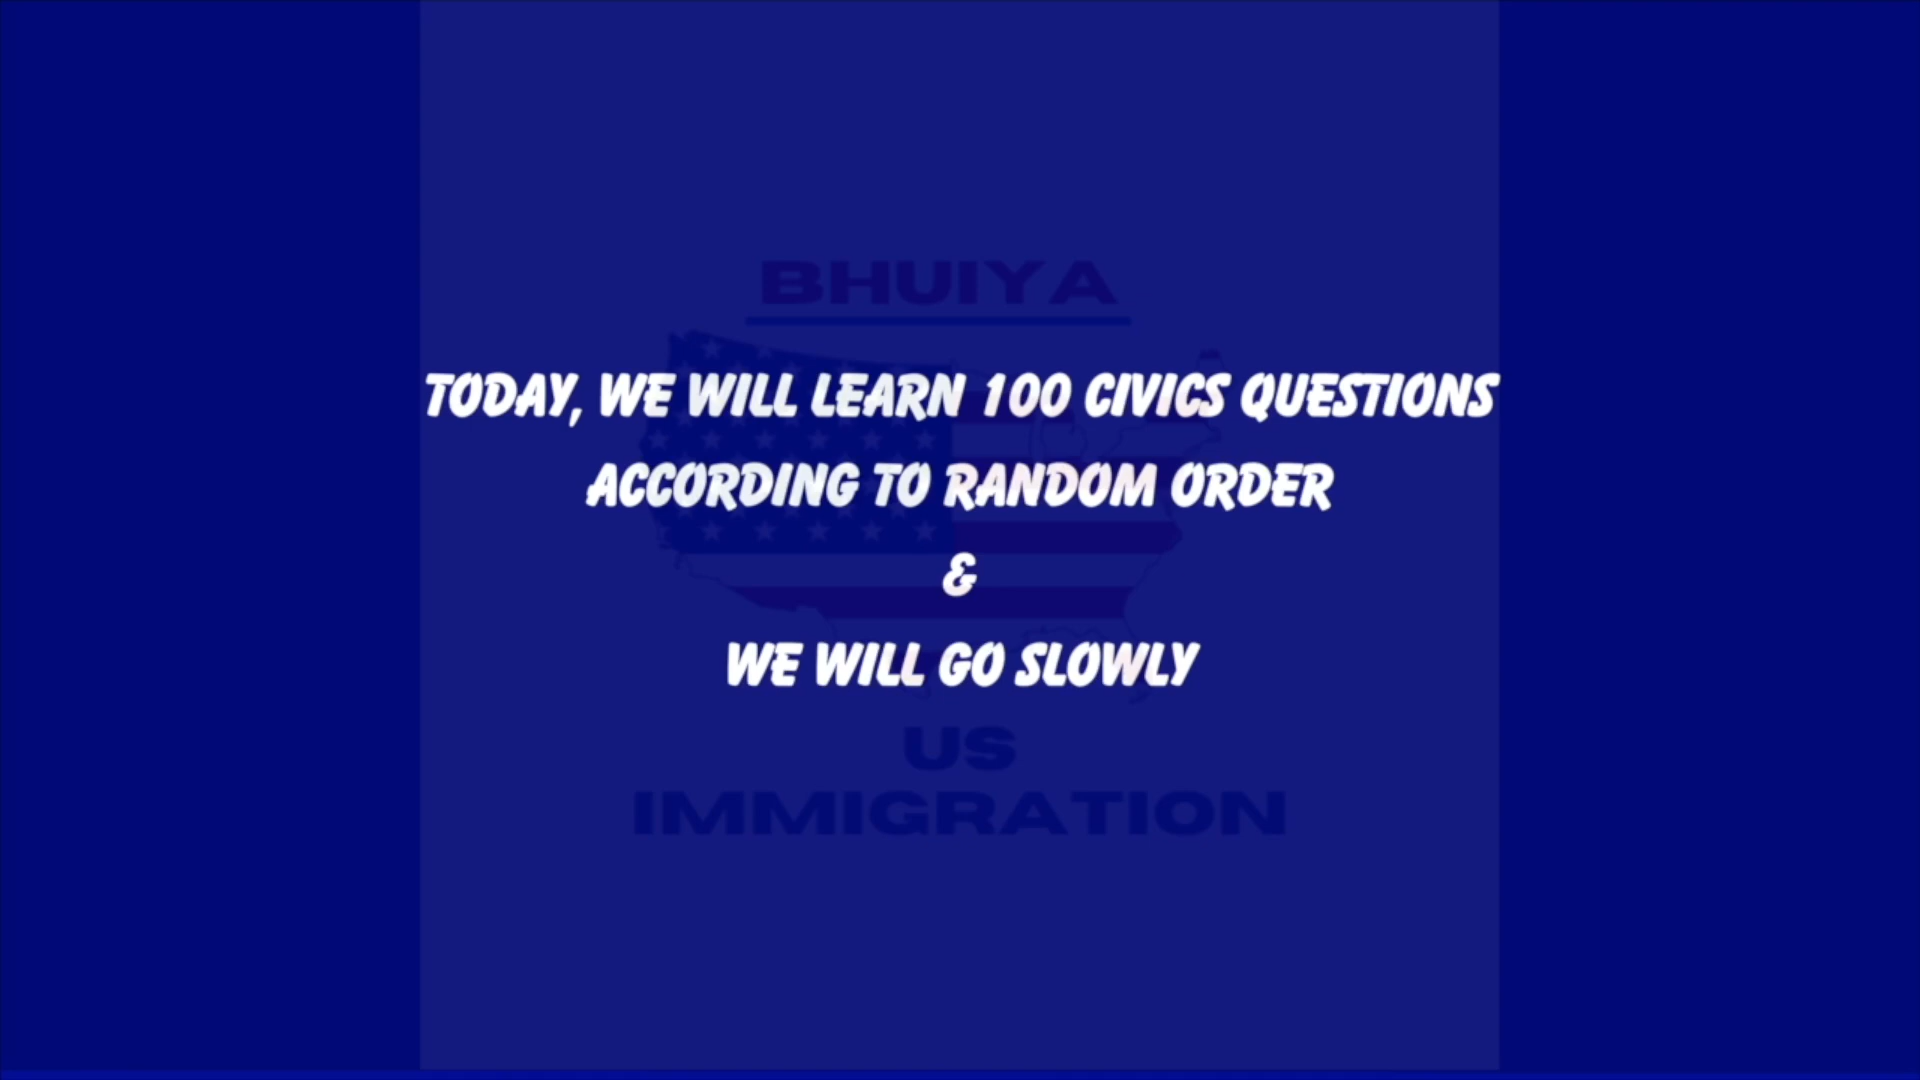 BHUIYA
TODAY, WE WILL LEARN 100 CIVICS QUESTIONS
ACCORDING TO RANDOM ORDER
&
WE WILL GO SLOWLY
US
IMMIGRATION